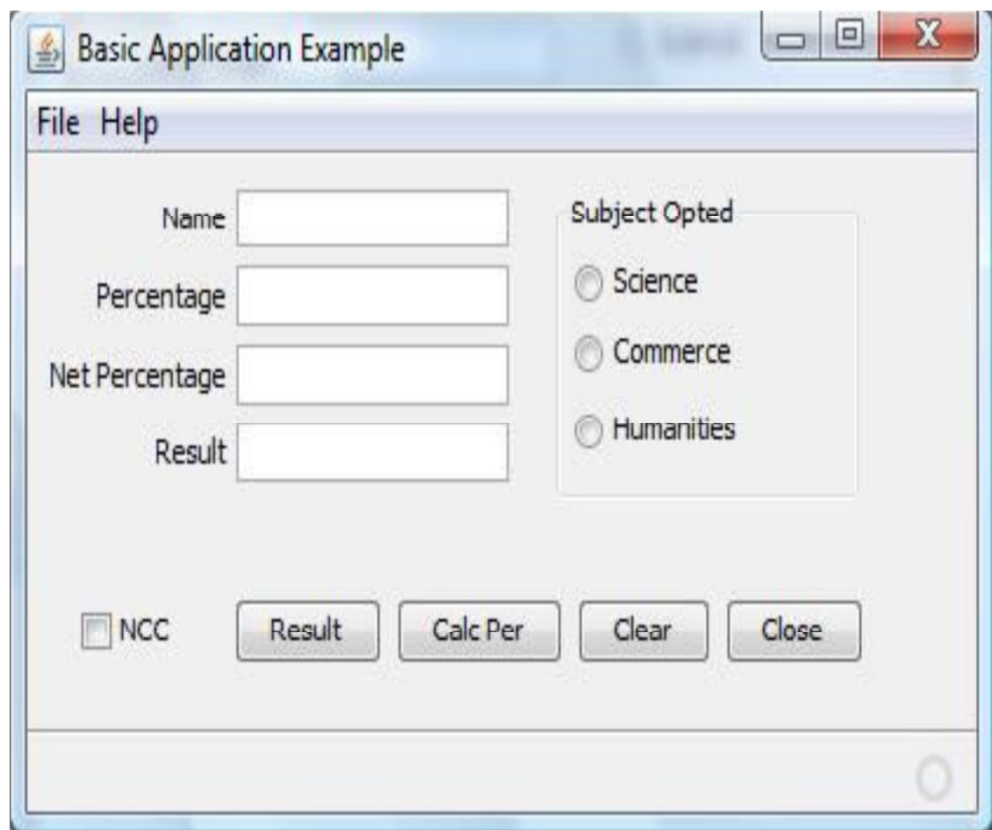 Basic Application Example
File Help
Name
Percentage
Net Percentage
Result
Subject Opted
Science
Commerce
Humanities
NCC
Result
Calc Per
Clear
Close